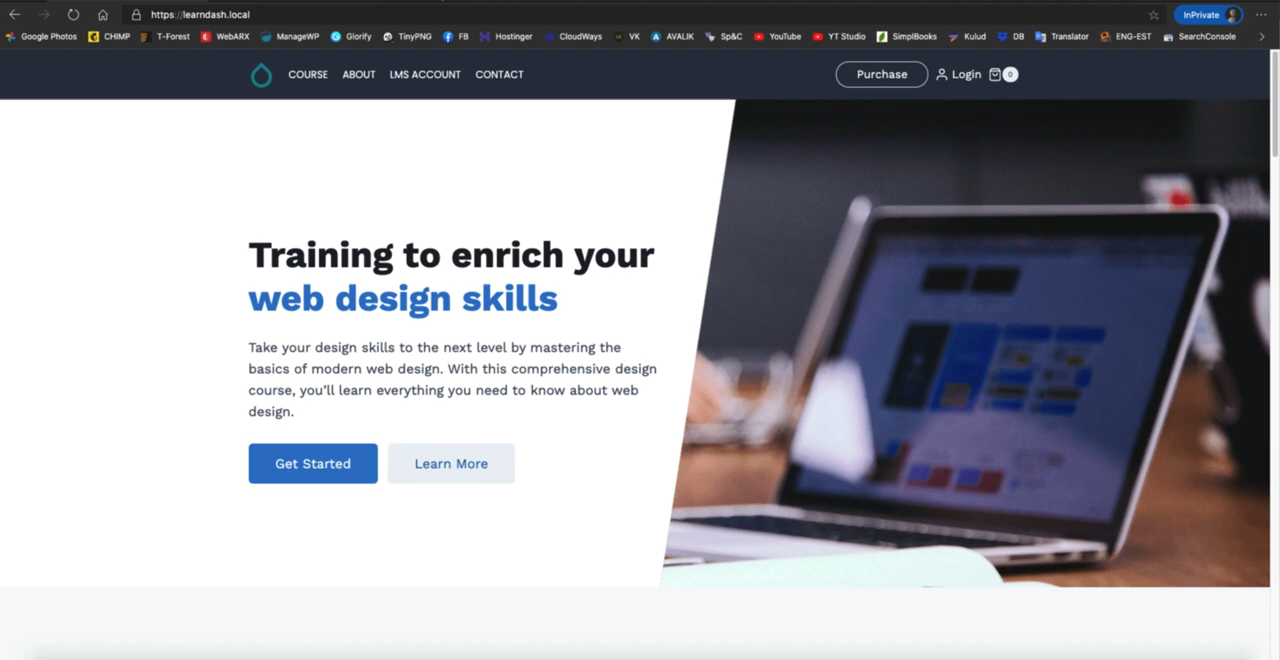 https://learndash.local
InPrivate
Google Photos CHIMP T-Forest WebARX ManageWP Glorify TinyPNG FB Hostinger CloudWays VK AVALIK Sp&C YouTube YT Studio SimplBooks Kulud DB Translator ENG-EST SearchConsole
COURSE ABOUT LMS ACCOUNT CONTACT Purchase Login 0
Training to enrich your
web design skills
Take your design skills to the next level by mastering the
basics of modern web design. With this comprehensive design
course, you'll learn everything you need to know about web
design.
Get Started Learn More